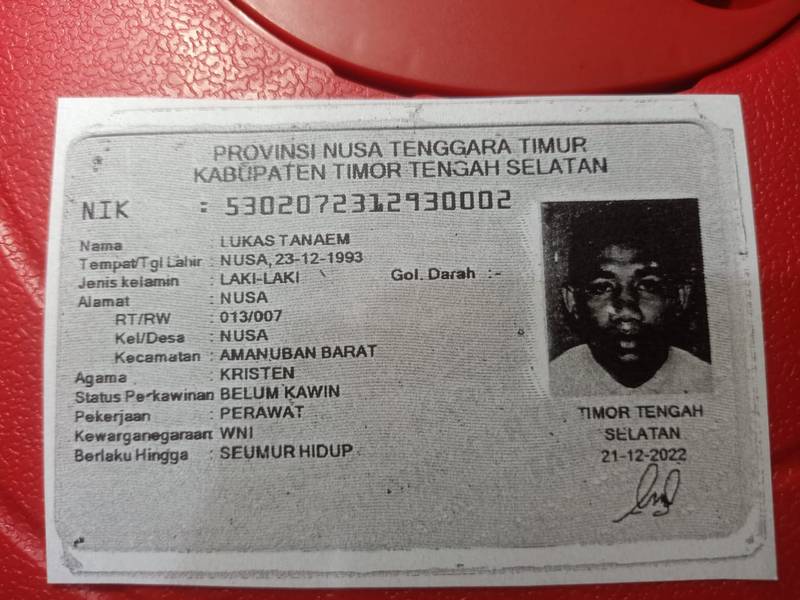 PROVINSI NUSA TENGGARA TIMUR
KABUPATEN TIMOR TENGAH SELATAN
NIK : 5302072312930002
Nama : LUKAS TANAEM
Tempat/Tgl Lahir : NUSA, 23-12-1993
Jenis kelamin : LAKI-LAKI Gol. Darah :-
Alamat : NUSA
RT/RW : 013/007
Kel/Desa : NUSA
Kecamatan : AMANUBAN BARAT
Agama : KRISTEN
Status Perkawinan BELUM KAWIN
Pekerjaan : PERAWAT
Kewarganegaraan: WNI
Berlaku Hingga : SEUMUR HIDUP
TIMOR TENGAH
SELATAN
21-12-2022